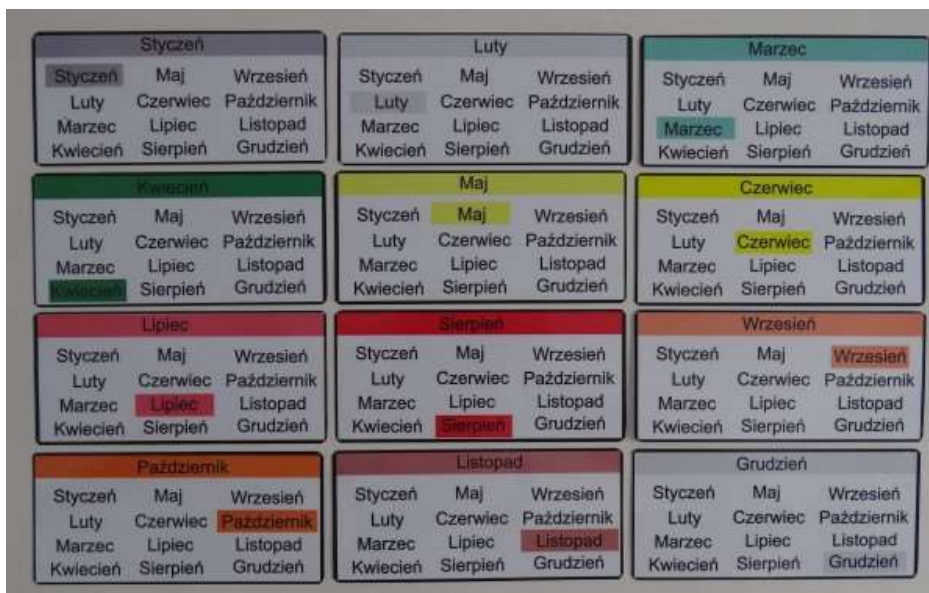 Styczeń
Styczeń Maj Wrzesień
Luty Czerwiec Październik
Marzec Lipiec Listopad
Kwiecień Sierpień Grudzień
Luty
Styczeń Maj Wrzesień
Luty Czerwiec Październik
Marzec Lipiec Listopad
Kwiecień Sierpień Grudzień
Marzec
Styczeń Maj Wrzesień
Luty Czerwiec Październik
Marzec Lipiec Listopad
Kwiecień Sierpień Grudzień
Kwiecień
Styczeń Maj Wrzesień
Luty Czerwiec Październik
Marzec Lipiec Listopad
Kwiecień Sierpień Grudzień
Maj
Styczeń Maj Wrzesień
Luty Czerwiec Październik
Marzec Lipiec Listopad
Kwiecień Sierpień Grudzień
Czerwiec
Styczeń Maj Wrzesień
Luty Czerwiec Październik
Marzec Lipiec Listopad
Kwiecień Sierpień Grudzień
Lipiec
Styczeń Maj Wrzesień
Luty Czerwiec Październik
Marzec Lipiec Listopad
Kwiecień Sierpień Grudzień
Sierpień
Styczeń Maj Wrzesień
Luty Czerwiec Październik
Marzec Lipiec Listopad
Kwiecień Sierpień Grudzień
Wrzesień
Styczeń Maj Wrzesień
Luty Czerwiec Październik
Marzec Lipiec Listopad
Kwiecień Sierpień Grudzień
Październik
Styczeń Maj Wrzesień
Luty Czerwiec Październik
Marzec Lipiec Listopad
Kwiecień Sierpień Grudzień
Listopad
Styczeń Maj Wrzesień
Luty Czerwiec Październik
Marzec Lipiec Listopad
Kwiecień Sierpień Grudzień
Grudzień
Styczeń Maj Wrzesień
Luty Czerwiec Październik
Marzec Lipiec Listopad
Kwiecień Sierpień Grudzień